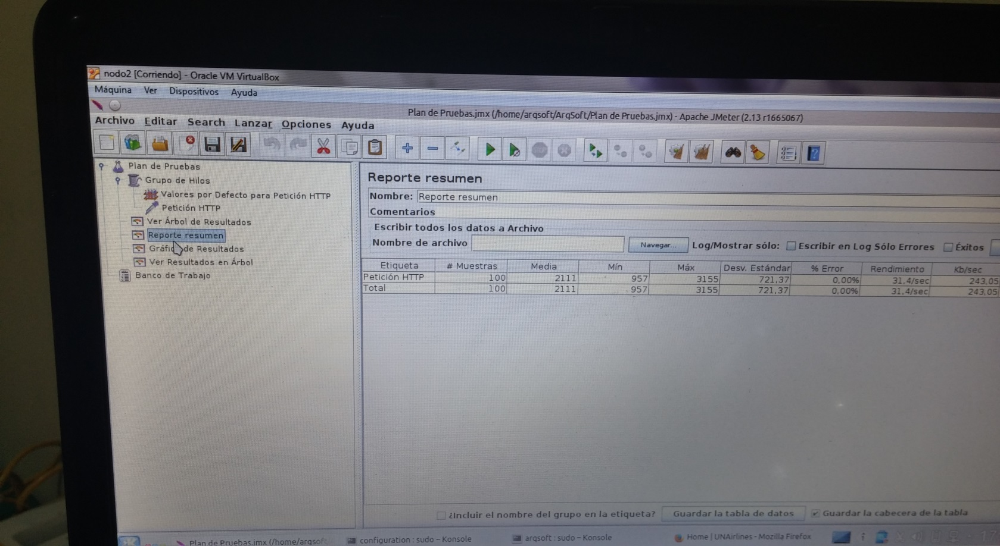 nodo2 [Corriendo] - Oracle VM VirtualBox
Máquina Ver Dispositivos Ayuda
Plan de Pruebas.jmx (/home/arqsoft/ArqSoft/Plan de Pruebas.jmx) - Apache JMeter (2.13 r1665067)
Archivo Editar Search Lanzar Opciones Ayuda
Plan de Pruebas
Grupo de Hilos
Valores por Defecto para Petición HTTP
Petición HTTP
Ver Árbol de Resultados
Reporte resumen
Gráfico de Resultados
Ver Resultados en Árbol
Banco de Trabajo
Reporte resumen
Nombre: Reporte resumen
Comentarios
Escribir todos los datos a Archivo
Nombre de archivo Navegar... Log/Mostrar sólo: Escribir en Log Sólo Errores Éxitos
Etiqueta # Muestras Media Mín Máx Desv. Estándar % Error Rendimiento Kb/sec
Petición HTTP 100 2111 957 3155 721,37 0,00% 31,4/sec 243,05
Total 100 2111 957 3155 721,37 0,00% 31,4/sec 243,05
¿Incluir el nombre del grupo en la etiqueta? Guardar la tabla de datos Guardar la cabecera de la tabla
Plan de Pruebas.jmx (/home/arqsoft configuration : sudo – Konsole arqsoft : sudo – Konsole Home | UNAirlines - Mozilla Firefox